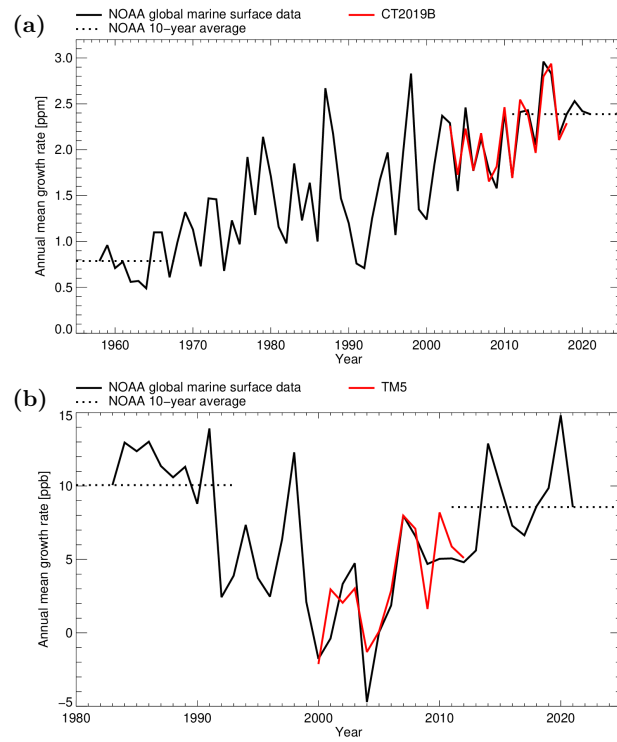 (a)
NOAA global marine surface data
CT2019B
NOAA 10−year average
Annual mean growth rate [ppm]
3.0
2.5
2.0
1.5
1.0
0.5
0.0
1960 1970 1980 1990 2000 2010 2020
Year
(b)
NOAA global marine surface data
TM5
NOAA 10−year average
Annual mean growth rate [ppb]
15
10
5
0
−5
1980 1990 2000 2010 2020
Year